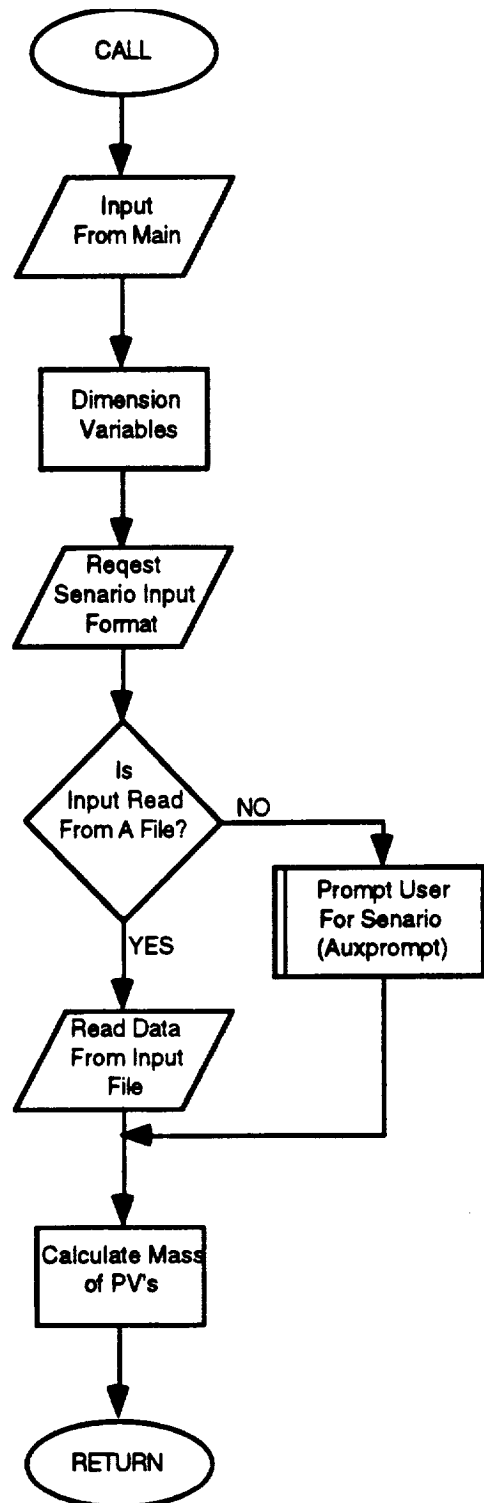 CALL
Input
From Main
Dimension
Variables
Reqest
Senario Input
Format
Is
Input Read
From A File?
NO
Prompt User
For Senario
(Auxprompt)
YES
Read Data
From Input
File
Calculate Mass
of PV's
RETURN